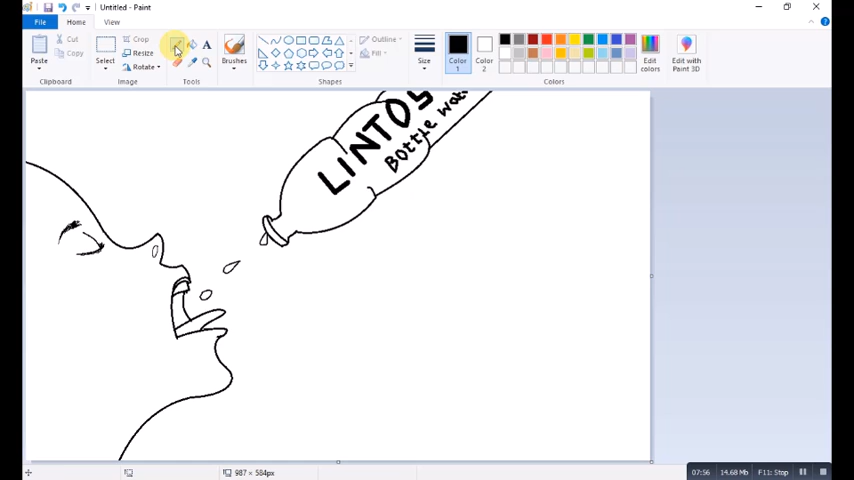 Untitled - Paint
File
Home
View
Paste
Cut
Copy
Clipboard
Select
Crop
Resize
Rotate
Image
A
Tools
Brushes
Outline
Fill
Shapes
Size
Color 1
Color 2
Edit colors
Colors
Edit with Paint 3D
LINTOS
Bottle wat
987 × 584px
07:56
14.68 Mb
F11: Stop